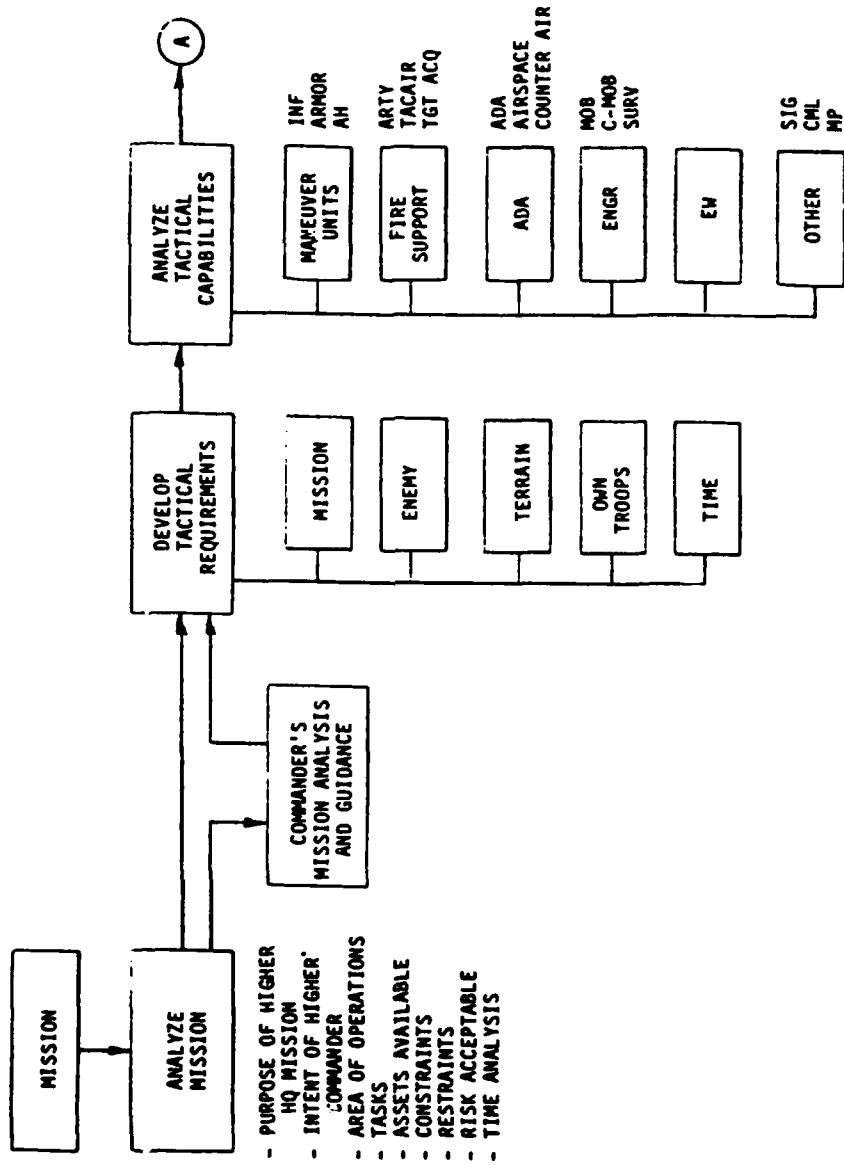 MISSION
ANALYZE
MISSION
- PURPOSE OF HIGHER
HQ MISSION
- INTENT OF HIGHER'
COMMANDER
- AREA OF OPERATIONS
- TASKS
- ASSETS AVAILABLE
- CONSTRAINTS
- RESTRAINTS
- RISK ACCEPTABLE
- TIME ANALYSIS
COMMANDER'S
MISSION ANALYSIS
AND GUIDANCE
DEVELOP
TACTICAL
REQUIREMENTS
MISSION
ENEMY
TERRAIN
OWN
TROOPS
TIME
ANALYZE
TACTICAL
CAPABILITIES
A
MANEUVER
UNITS
INF
ARMOR
AH
FIRE
SUPPORT
ARTY
TACAIR
TGT ACQ
ADA
ADA
AIRSPACE
COUNTER AIR
ENGR
MOB
C-MOB
SURV
EW
OTHER
SIG
CML
MP